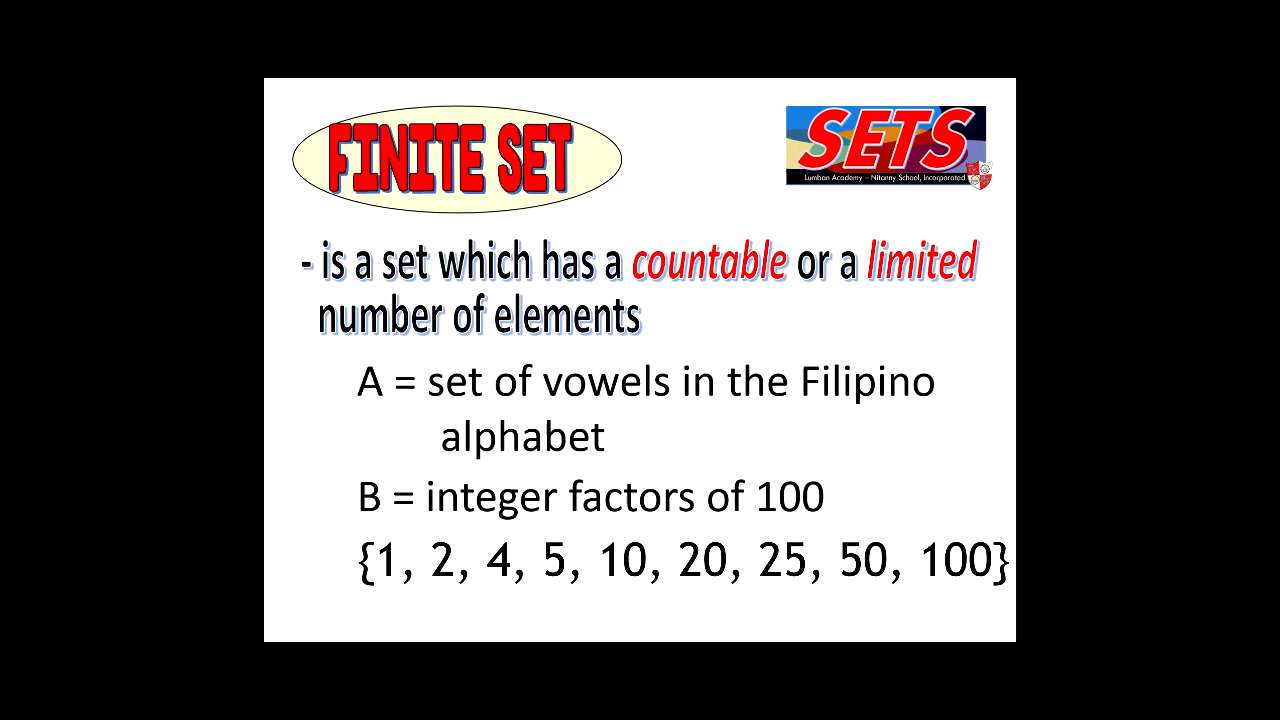 FINITE SET
SETS
Lumban Academy – Nitanny School, Incorporated
- is a set which has a countable or a limited
number of elements
A = set of vowels in the Filipino
alphabet
B = integer factors of 100
{1, 2, 4, 5, 10, 20, 25, 50, 100}